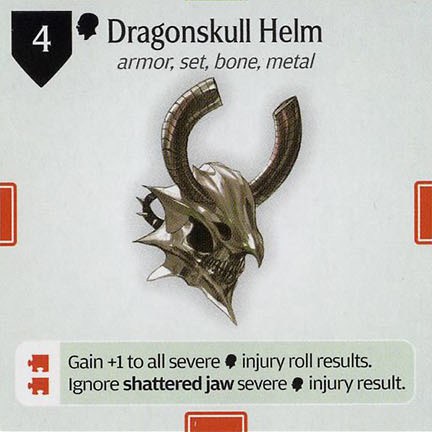 4 Dragonskull Helm
armor, set, bone, metal
Gain +1 to all severe injury roll results.
Ignore shattered jaw severe injury result.